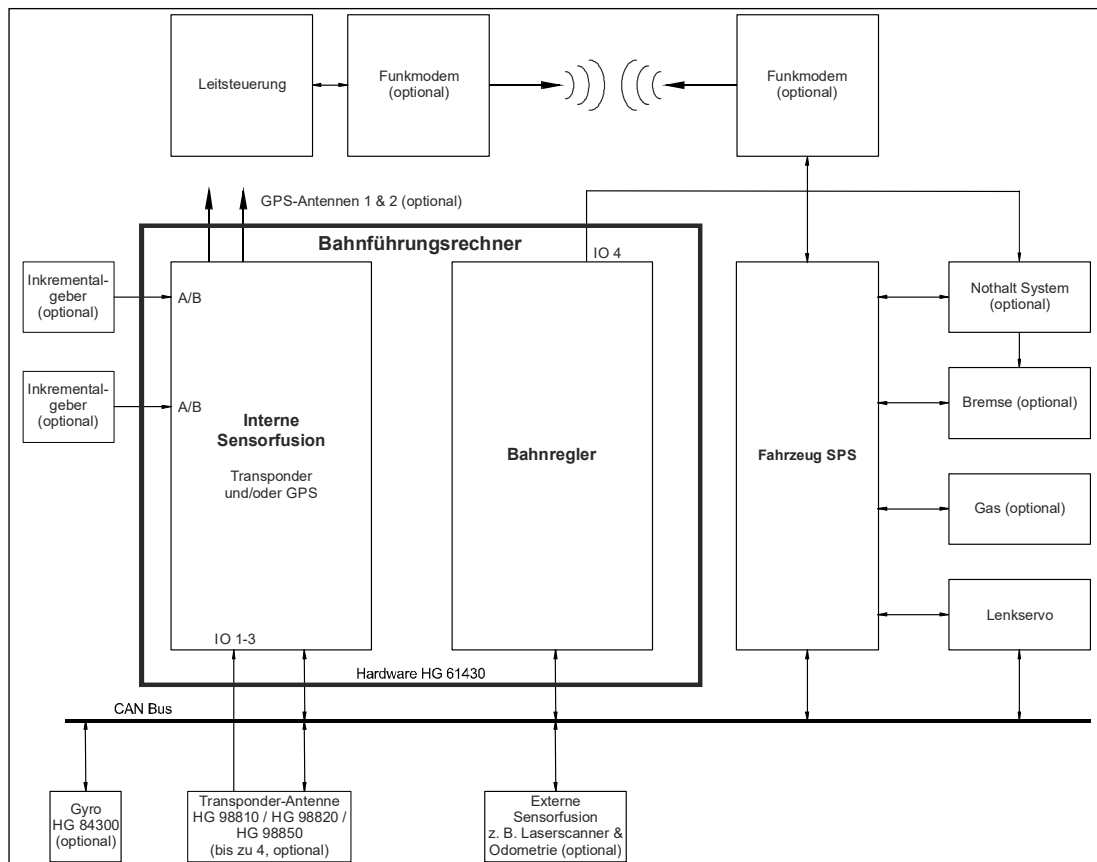 Leitsteuerung
Funkmodem
(optional)
Funkmodem
(optional)
GPS-Antennen 1 & 2 (optional)
Bahnführungsrechner
IO 4
Inkremental-
geber
(optional)
A/B
Inkremental-
geber
(optional)
A/B
Interne
Sensorfusion
Transponder
und/oder GPS
IO 1-3
Bahnregler
Fahrzeug SPS
Nothalt System
(optional)
Bremse (optional)
Gas (optional)
Lenkservo
Hardware HG 61430
CAN Bus
Gyro
HG 84300
(optional)
Transponder-Antenne
HG 98810 / HG 98820 /
HG 98850
(bis zu 4, optional)
Externe
Sensorfusion
z. B. Laserscanner &
Odometrie (optional)